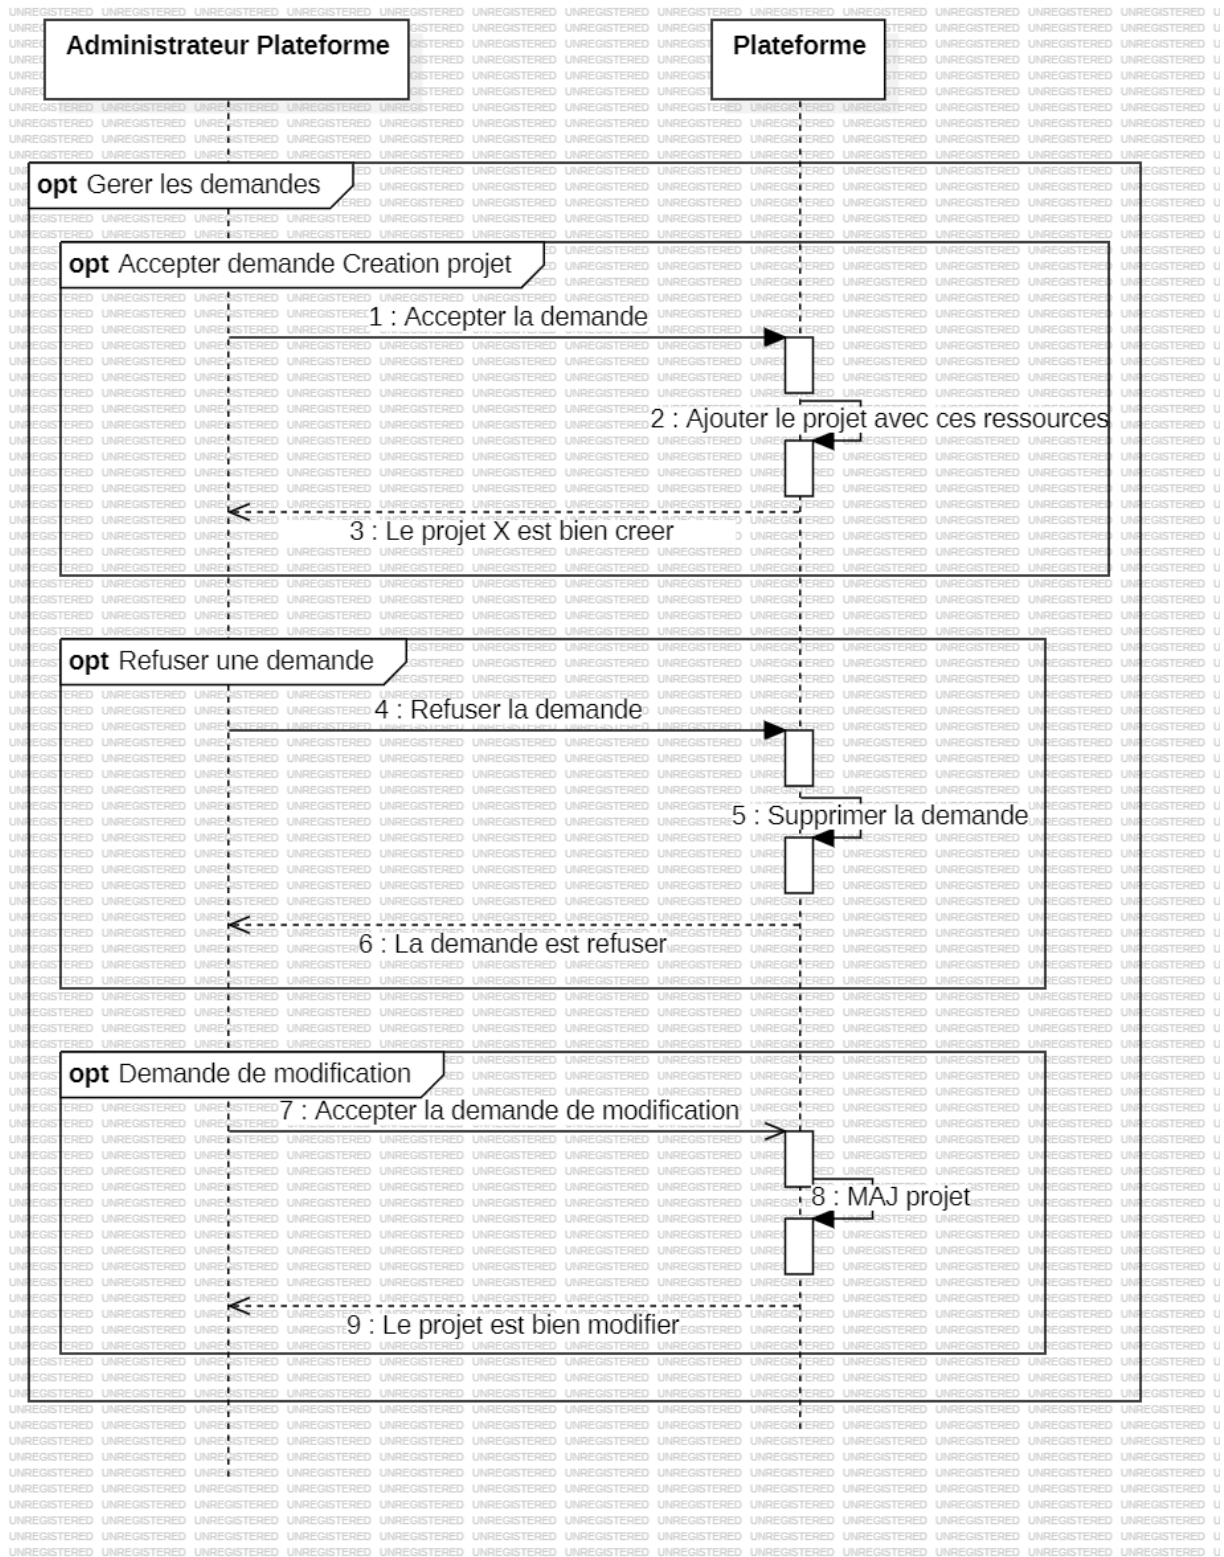 Administrateur Plateforme
Plateforme
opt Gerer les demandes
opt Accepter demande Creation projet
1 : Accepter la demande
2 : Ajouter le projet avec ces ressources
3 : Le projet X est bien creer
opt Refuser une demande
4 : Refuser la demande
5 : Supprimer la demande
6 : La demande est refuser
opt Demande de modification
7 : Accepter la demande de modification
8 : MAJ projet
9 : Le projet est bien modifier
UNREGISTERED